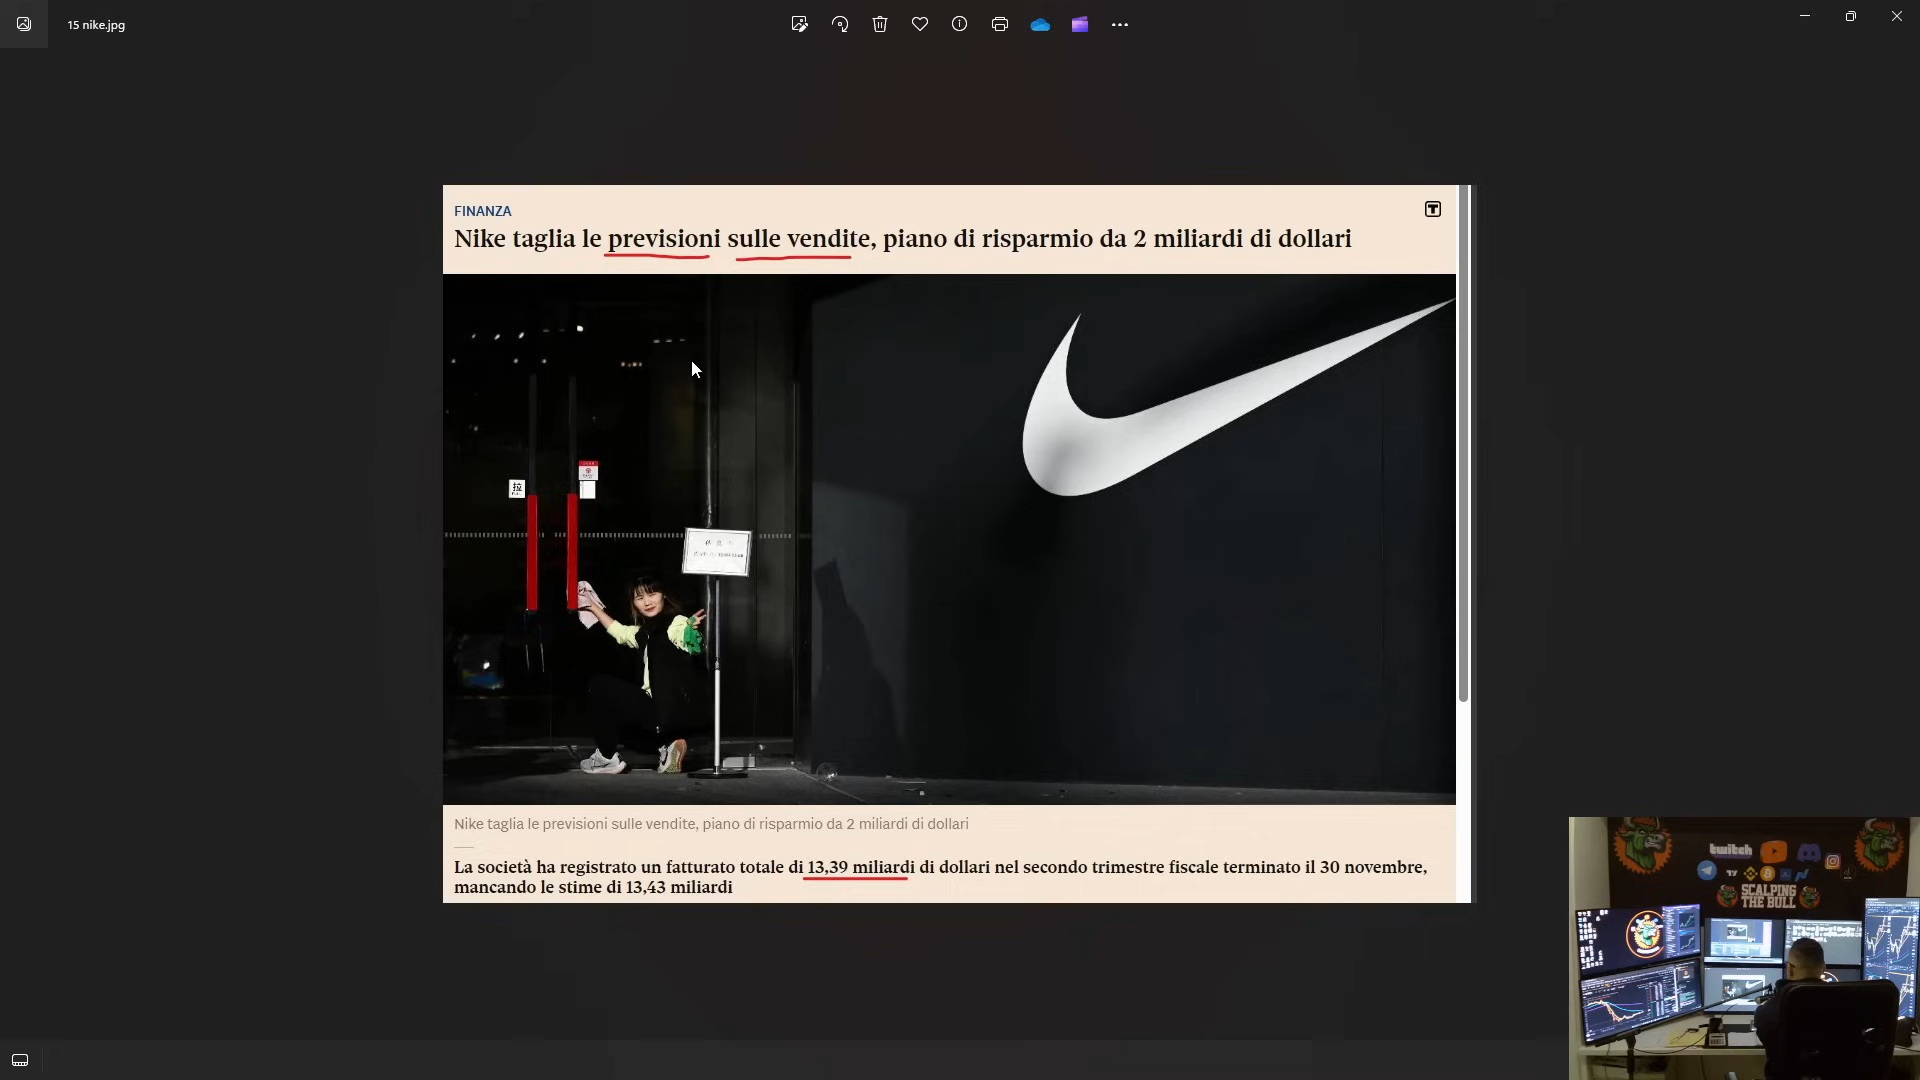 15 nike.jpg
FINANZA
Nike taglia le previsioni sulle vendite, piano di risparmio da 2 miliardi di dollari
拉
Nike taglia le previsioni sulle vendite, piano di risparmio da 2 miliardi di dollari
La società ha registrato un fatturato totale di 13,39 miliardi di dollari nel secondo trimestre fiscale terminato il 30 novembre,
mancando le stime di 13,43 miliardi
twitch
SCALPING
THE BULL